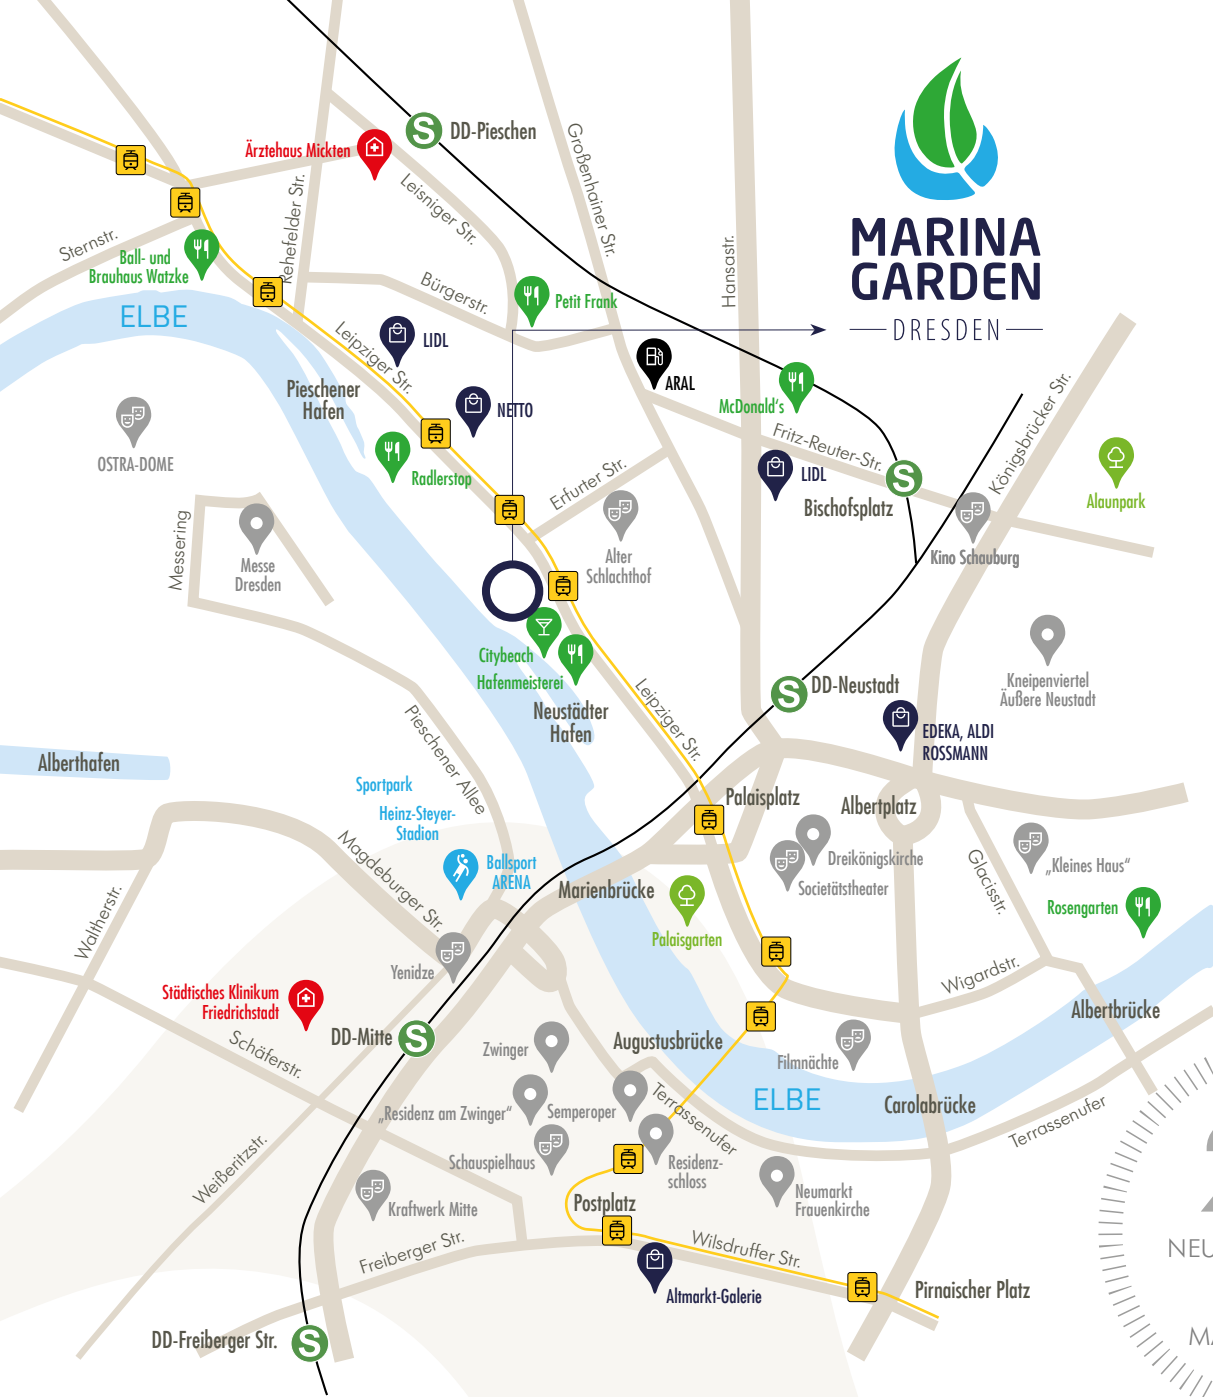 MARINA
GARDEN
DRESDEN
DD-Pieschen
Ärztehaus Mickten
Großenhainer Str.
Leisniger Str.
Rehefelder Str.
Sternstr.
Ball- und
Brauhaus Watzke
Hansastr.
Bürgerstr.
Petit Frank
ELBE
Leipziger Str.
LIDL
ARAL
Pieschener
Hafen
NETTO
McDonald's
Königsbrücker Str.
Fritz-Reuter-Str.
OSTRA-DOME
Radlerstop
Erfurter Str.
LIDL
Bischofsplatz
Alaunpark
Messering
Messe
Dresden
Alter
Schlachthof
Kino Schauburg
Citybeach
Hafenmeisterei
Neustädter
Hafen
Leipziger Str.
DD-Neustadt
Kneipenviertel
Äußere Neustadt
EDEKA, ALDI
ROSSMANN
Alberthafen
Pieschener Allee
Sportpark
Heinz-Steyer-
Stadion
Palaisplatz
Albertplatz
Magdeburger Str.
Ballsport
ARENA
Marienbrücke
Dreikönigskirche
Societätstheater
Glacisstr.
„Kleines Haus“
Rosengarten
Waltherstr.
Palaisgarten
Yenidze
Wigardstr.
Städtisches Klinikum
Friedrichstadt
Albertbrücke
DD-Mitte
Schäferstr.
Zwinger
Augustusbrücke
Filmnächte
„Residenz am Zwinger“
Semperoper
Terrassenufer
ELBE
Carolabrücke
Terrassenufer
Weißeritzstr.
Schauspielhaus
Residenz-
schloss
Kraftwerk Mitte
Postplatz
Neumarkt
Frauenkirche
Freiberger Str.
Wilsdruffer Str.
NEU
Altmarkt-Galerie
Pirnaischer Platz
DD-Freiberger Str.
S
S
S
S
S